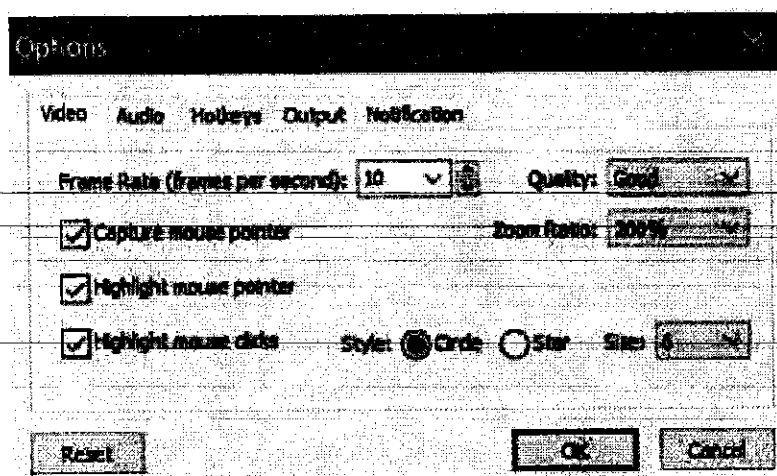 Options
Video Audio Hotkeys Output Notification
Frame Rate (frames per second): 10 Quality: Good
Capture mouse pointer Zoom Ratio: 200%
Highlight mouse pointer
Highlight mouse clicks Style: Circle Star Size: 6
Reset OK Cancel